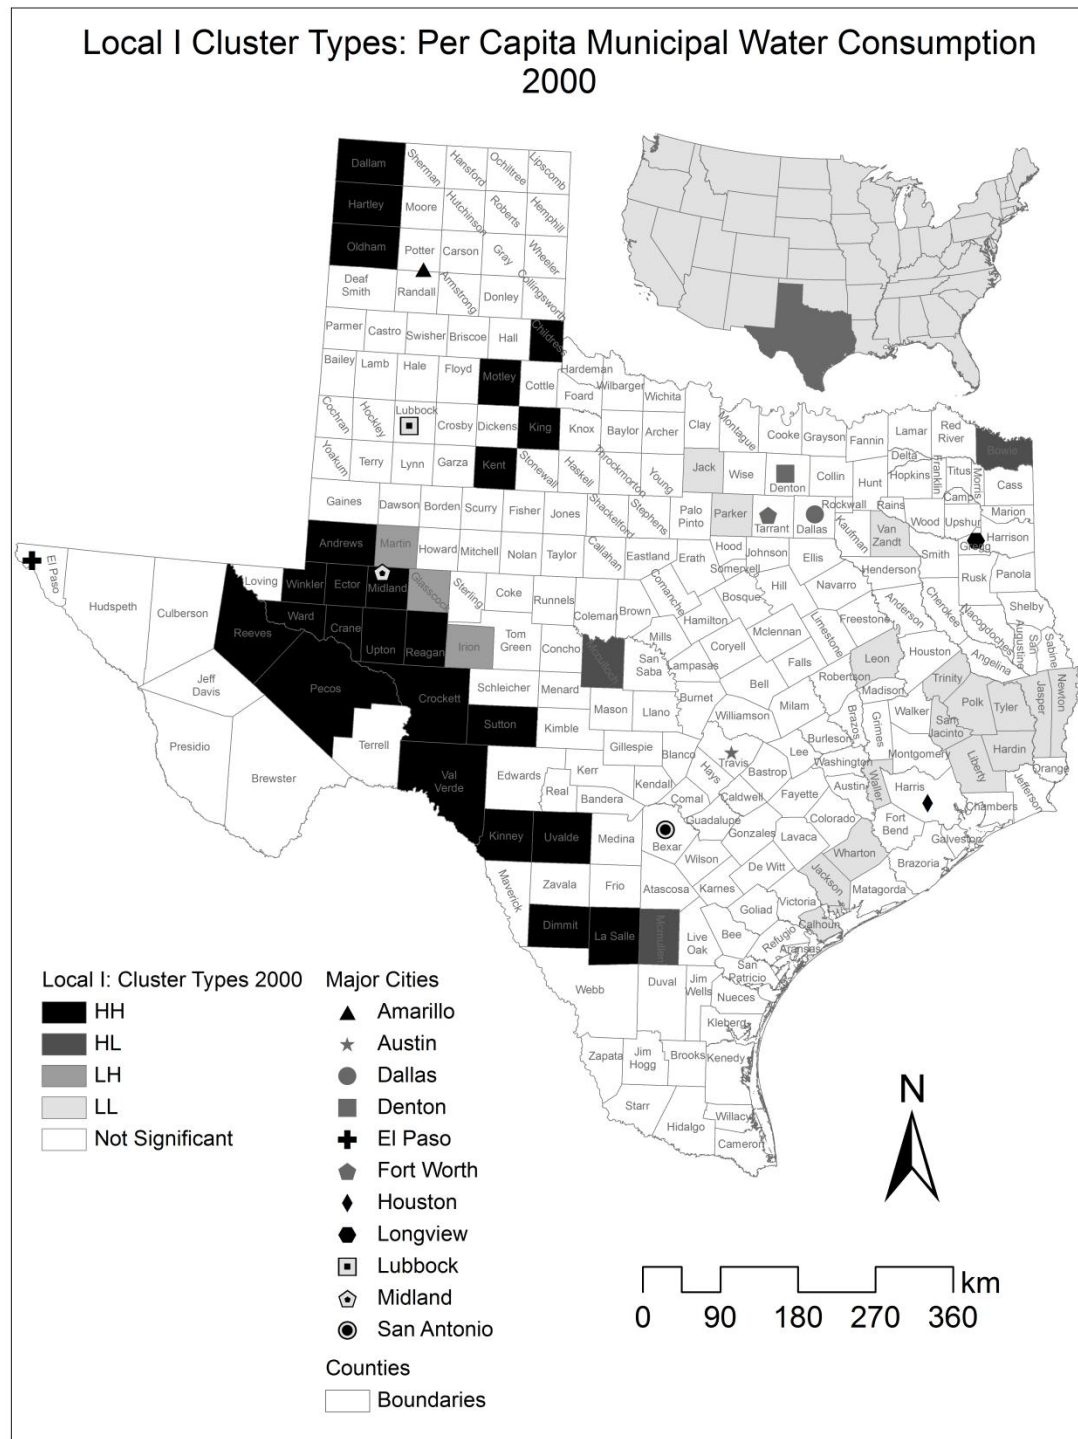 Local I Cluster Types: Per Capita Municipal Water Consumption
2000
Dallam
Sherman
Hansford
Ochiltree
Lipscomb
Hartley
Moore
Hutchinson
Roberts
Hemphill
Oldham
Potter
Carson
Gray
Wheeler
Deaf
Smith
Randall
Armstrong
Donley
Collingsworth
Parmer
Castro
Swisher
Briscoe
Hall
Childress
Bailey
Lamb
Hale
Floyd
Motley
Cottle
Hardeman
Foard
Wilbarger
Wichita
Cochran
Hockley
Lubbock
Crosby
Dickens
King
Knox
Baylor
Archer
Clay
Montague
Cooke
Grayson
Fannin
Lamar
Red
River
Bowie
Delta
Hopkins
Franklin
Titus
Morris
Cass
Camp
Yoakum
Terry
Lynn
Garza
Kent
Stonewall
Haskell
Throckmorton
Young
Jack
Wise
Denton
Collin
Hunt
Rockwall
Rains
Wood
Upshur
Marion
Gaines
Dawson
Borden
Scurry
Fisher
Jones
Shackelford
Stephens
Palo
Pinto
Parker
Tarrant
Dallas
Kaufman
Van
Zandt
Smith
Gregg
Harrison
Andrews
Martin
Howard
Mitchell
Nolan
Taylor
Callahan
Eastland
Erath
Hood
Somervell
Johnson
Ellis
Henderson
Rusk
Panola
El Paso
Hudspeth
Culberson
Loving
Winkler
Ector
Midland
Glasscock
Sterling
Coke
Runnels
Coleman
Brown
Comanche
Hamilton
Bosque
Hill
Navarro
Freestone
Anderson
Cherokee
Nacogdoches
Shelby
Reeves
Ward
Crane
Upton
Reagan
Irion
Tom
Green
Concho
Mcculloch
San
Saba
Mills
Lampasas
Coryell
Mclennan
Limestone
Falls
Leon
Houston
Angelina
San
Augustine
Sabine
Jeff
Davis
Pecos
Crockett
Schleicher
Menard
Mason
Llano
Burnet
Bell
Milam
Robertson
Madison
Trinity
Polk
Tyler
Jasper
Newton
Presidio
Brewster
Terrell
Sutton
Kimble
Gillespie
Blanco
Williamson
Travis
Burleson
Brazos
Grimes
Walker
San
Jacinto
Hardin
Val
Verde
Edwards
Real
Kerr
Bandera
Kendall
Comal
Hays
Caldwell
Bastrop
Lee
Washington
Montgomery
Liberty
Orange
Jefferson
Kinney
Uvalde
Medina
Bexar
Guadalupe
Gonzales
Fayette
Austin
Waller
Harris
Chambers
Colorado
Fort
Bend
Galveston
Maverick
Zavala
Frio
Atascosa
Wilson
Karnes
De Witt
Lavaca
Wharton
Brazoria
Jackson
Matagorda
Dimmit
La Salle
Mcmullen
Live
Oak
Bee
Goliad
Victoria
Calhoun
Refugio
Aransas
Webb
Duval
Jim
Wells
San
Patricio
Nueces
Kleberg
Zapata
Jim
Hogg
Brooks
Kenedy
Starr
Hidalgo
Willacy
Cameron
Local I: Cluster Types 2000
HH
HL
LH
LL
Not Significant
Major Cities
Amarillo
Austin
Dallas
Denton
El Paso
Fort Worth
Houston
Longview
Lubbock
Midland
San Antonio
Counties
Boundaries
N
km
0 90 180 270 360